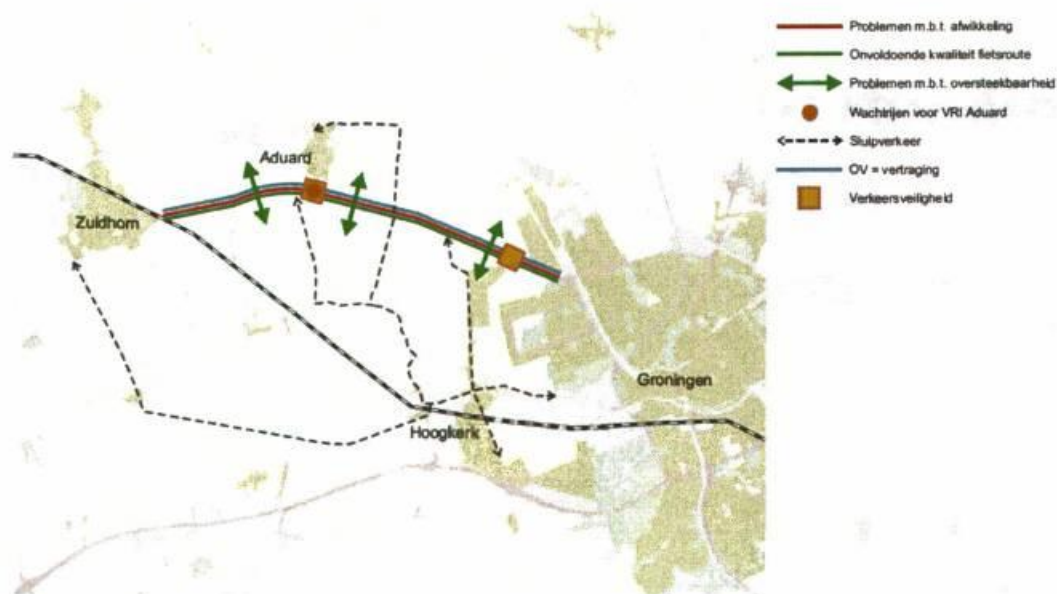 Problemen m.b.t. afwikkeling
Onvoldoende kwaliteit fietsroute
Problemen m.b.t. oversteekbaarheid
Wachtrijen voor VRI Aduard
Sluipverkeer
OV = vertraging
Verkeersveiligheid
Aduard
Zuidhorn
Groningen
Hoogkerk